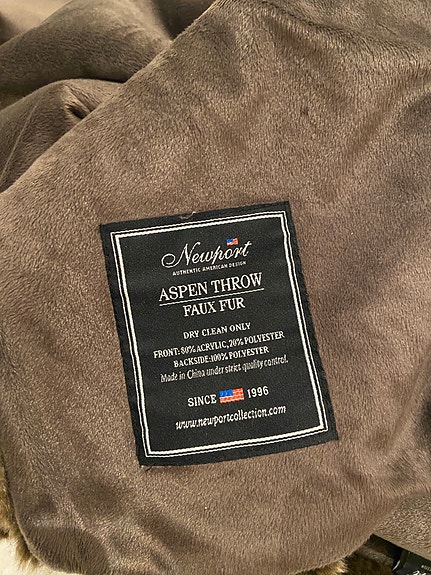 Newport
AUTHENTIC AMERICAN DESIGN
ASPEN THROW
FAUX FUR
DRY CLEAN ONLY
FRONT: 80% ACRYLIC, 20% POLYESTER
BACKSIDE: 100% POLYESTER
Made in China under strict quality control.
SINCE 1996
www.newportcollection.com